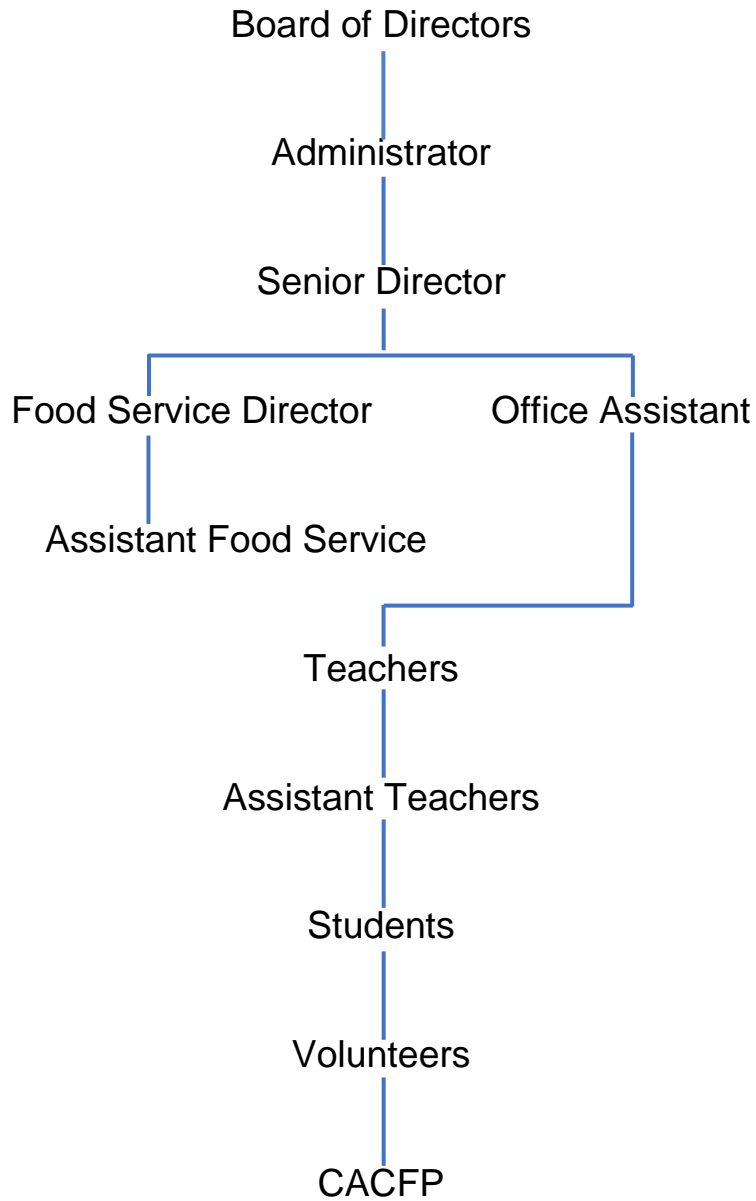 Board of Directors
Administrator
Senior Director
Food Service Director
Office Assistant
Assistant Food Service
Teachers
Assistant Teachers
Students
Volunteers
CACFP